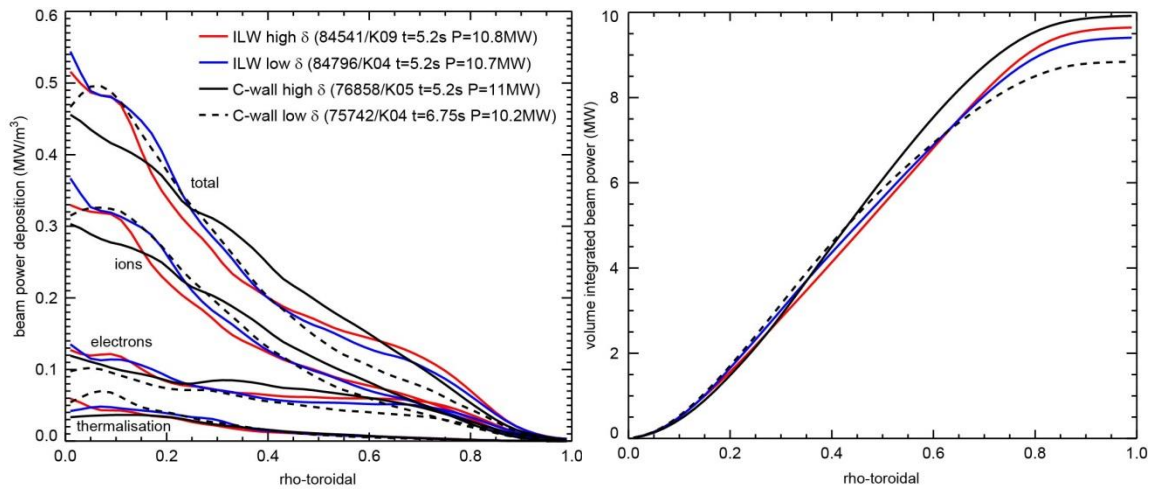 ILW high δ (84541/K09 t=5.2s P=10.8MW)
ILW low δ (84796/K04 t=5.2s P=10.7MW)
C-wall high δ (76858/K05 t=5.2s P=11MW)
C-wall low δ (75742/K04 t=6.75s P=10.2MW)
total
ions
electrons
thermalisation
beam power deposition (MW/m³)
0.6
0.5
0.4
0.3
0.2
0.1
0.0
0.0 0.2 0.4 0.6 0.8 1.0
rho-toroidal
volume integrated beam power (MW)
10
8
6
4
2
0
0.0 0.2 0.4 0.6 0.8 1.0
rho-toroidal